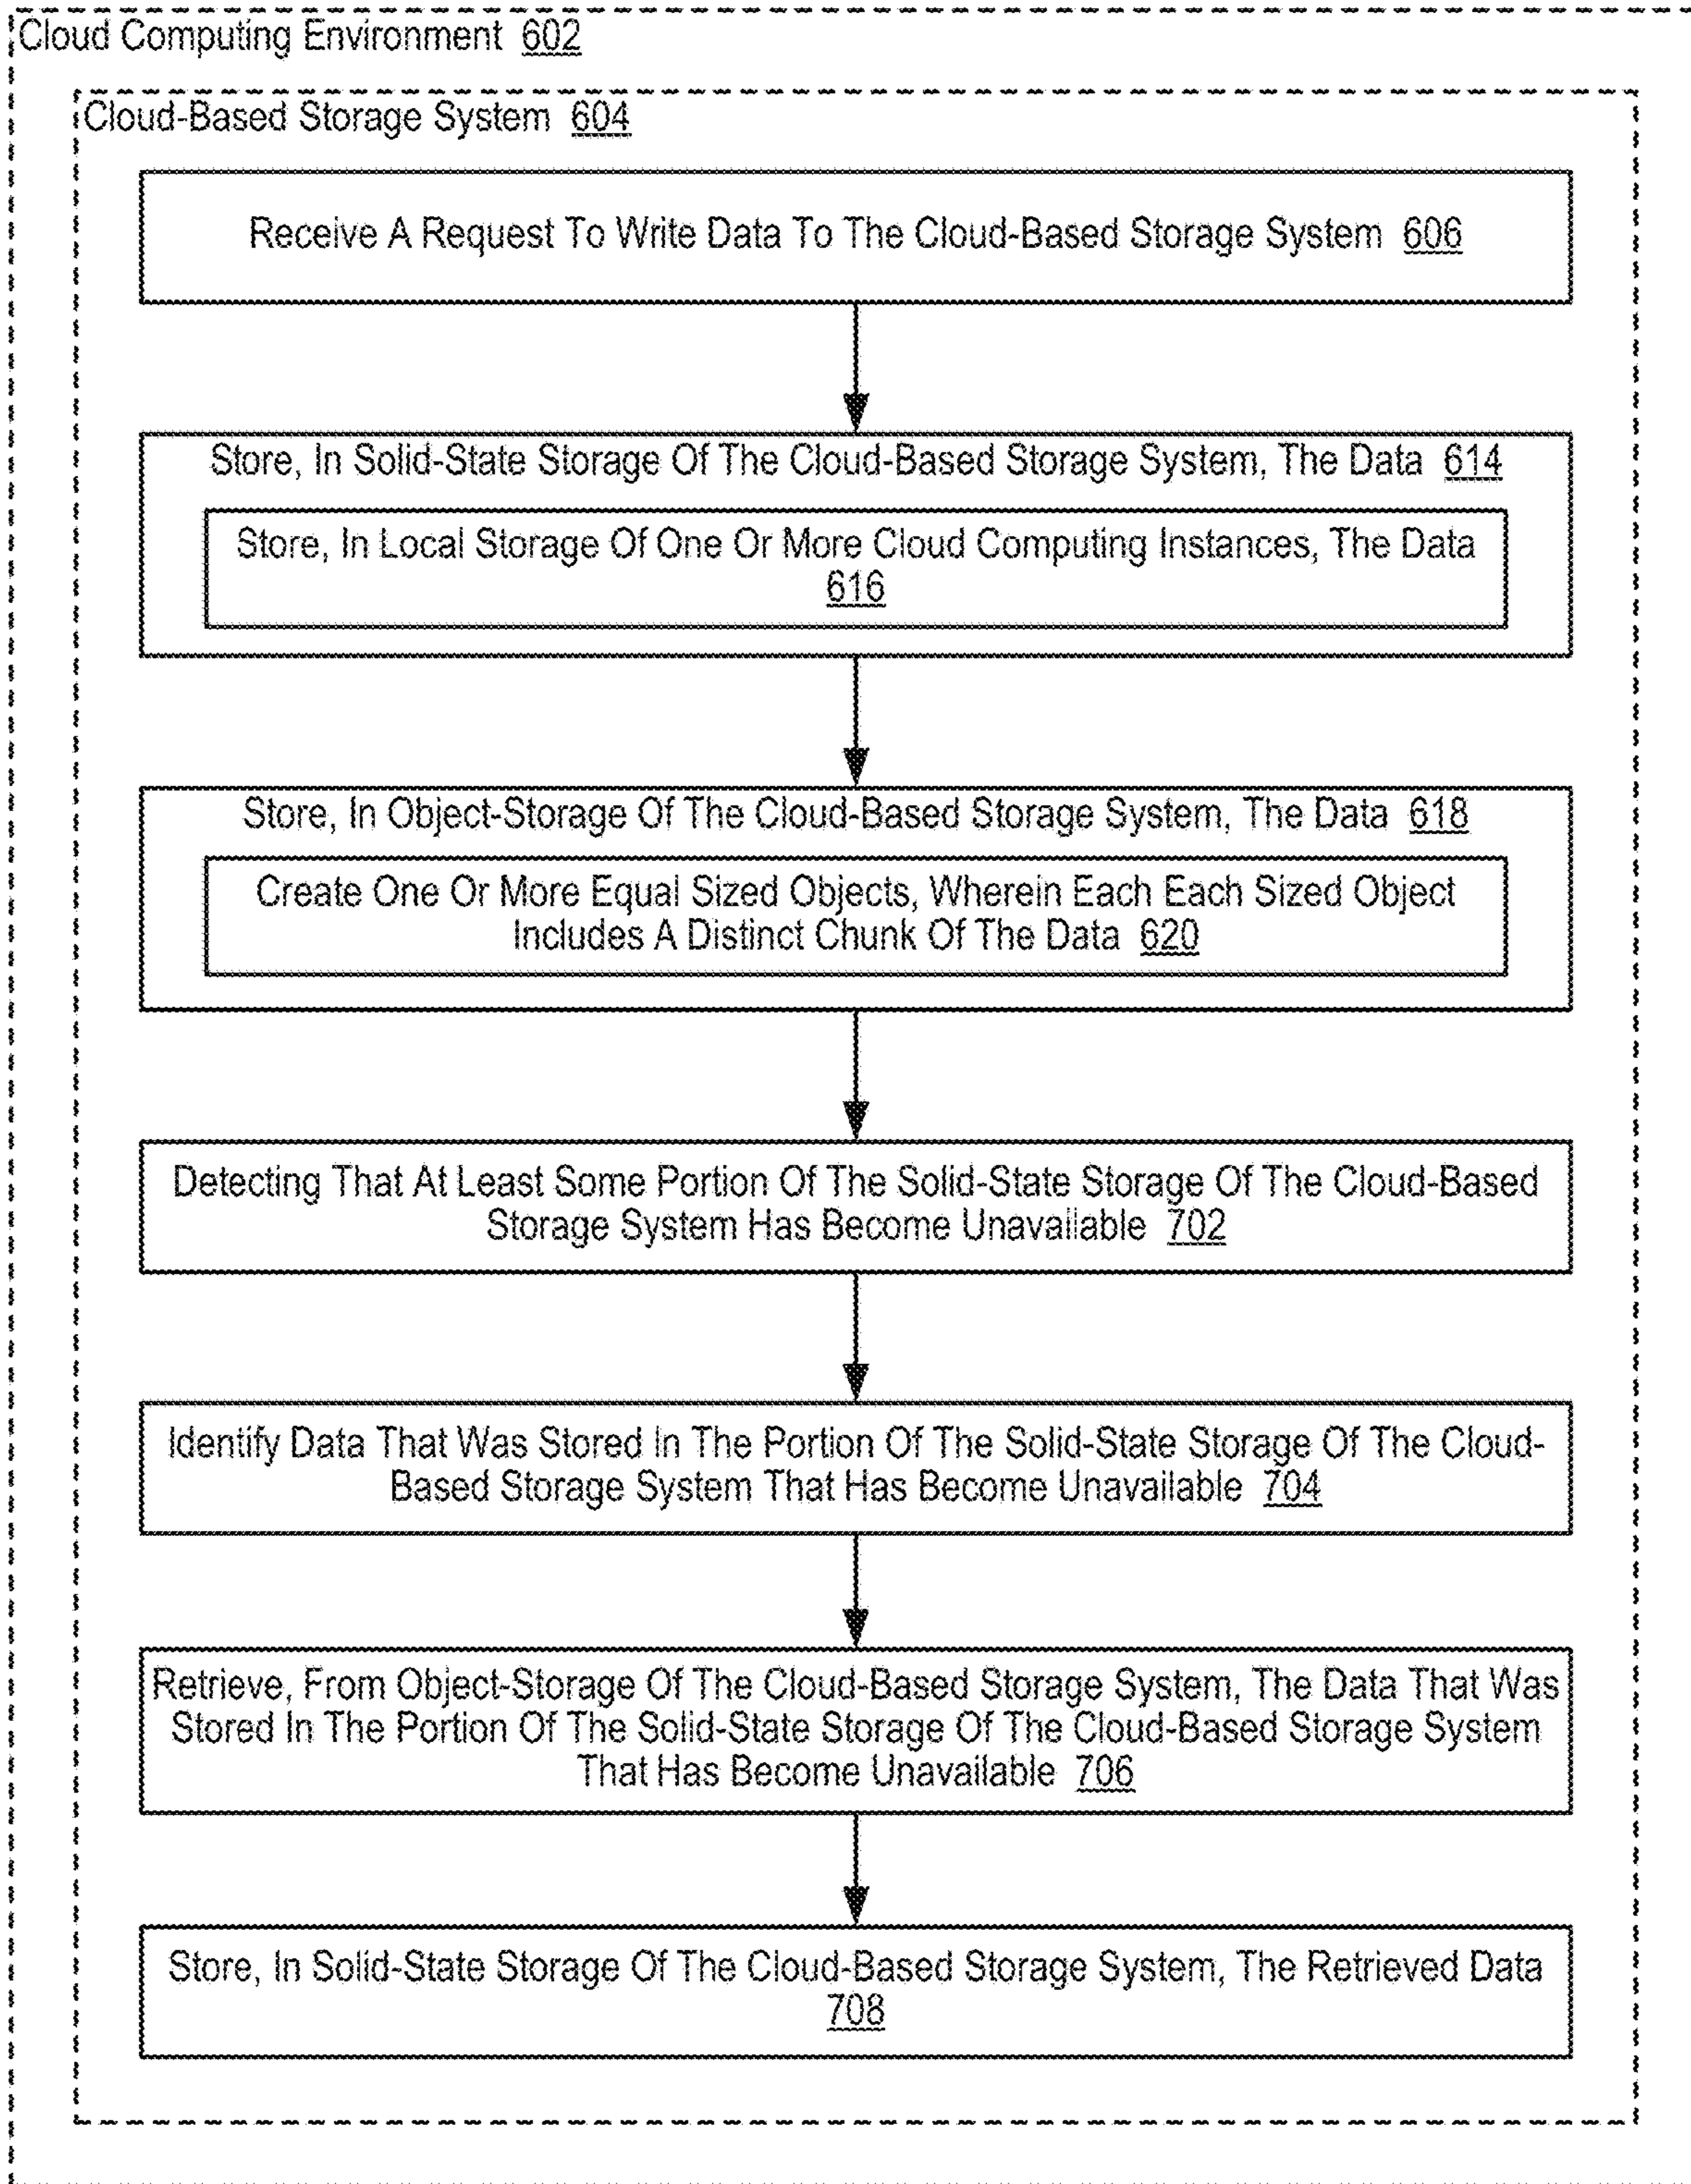 Cloud Computing Environment 602
Cloud-Based Storage System 604
Receive A Request To Write Data To The Cloud-Based Storage System 606
Store, In Solid-State Storage Of The Cloud-Based Storage System, The Data 614
Store, In Local Storage Of One Or More Cloud Computing Instances, The Data
616
Store, In Object-Storage Of The Cloud-Based Storage System, The Data 618
Create One Or More Equal Sized Objects, Wherein Each Each Sized Object
Includes A Distinct Chunk Of The Data 620
Detecting That At Least Some Portion Of The Solid-State Storage Of The Cloud-Based
Storage System Has Become Unavailable 702
Identify Data That Was Stored In The Portion Of The Solid-State Storage Of The Cloud-
Based Storage System That Has Become Unavailable 704
Retrieve, From Object-Storage Of The Cloud-Based Storage System, The Data That Was
Stored In The Portion Of The Solid-State Storage Of The Cloud-Based Storage System
That Has Become Unavailable 706
Store, In Solid-State Storage Of The Cloud-Based Storage System, The Retrieved Data
708